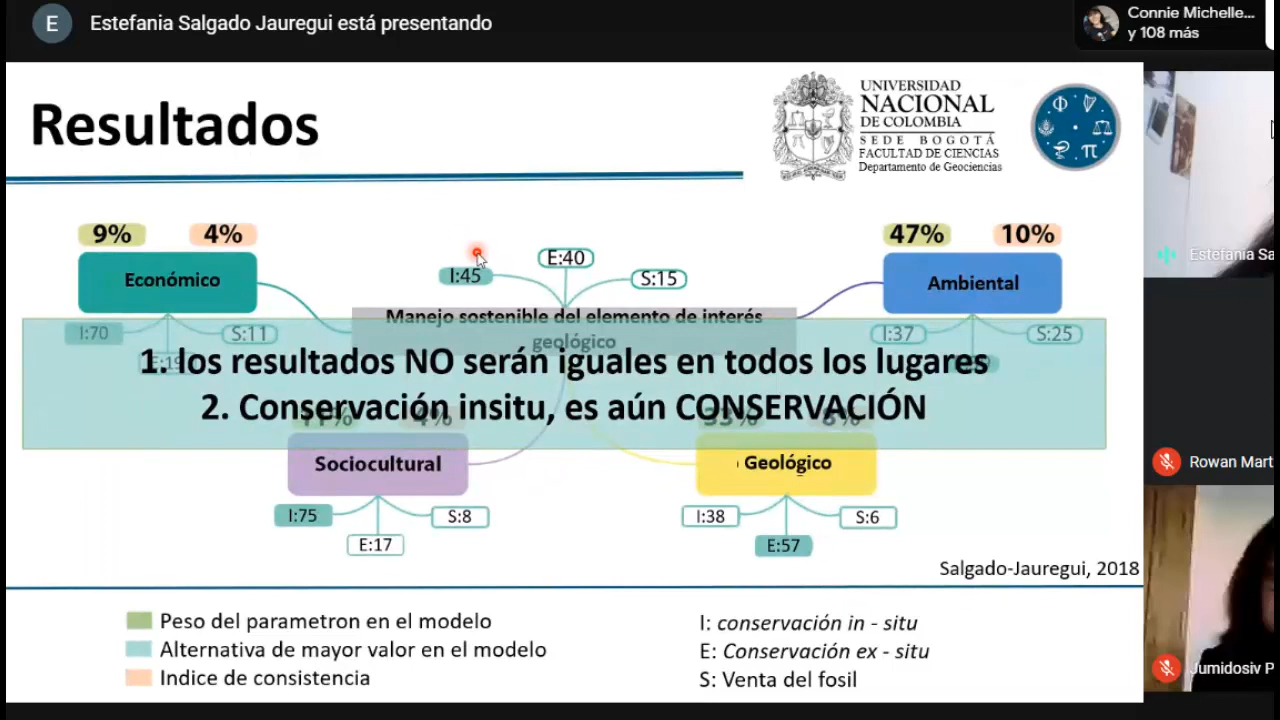 E
Estefania Salgado Jauregui está presentando
Connie Michelle...
y 108 más
Resultados
UNIVERSIDAD
NACIONAL
DE COLOMBIA
SEDE BOGOTÁ
FACULTAD DE CIENCIAS
Departamento de Geociencias
9% 4%
Económico
I:70
S:11
I:45
E:40
S:15
47% 10%
Ambiental
I:37
S:25
Manejo sostenible del elemento de interés
geológico
1. los resultados NO serán iguales en todos los lugares
2. Conservación insitu, es aún CONSERVACIÓN
11% 4%
Sociocultural
I:75
E:17
S:8
33% 8%
Geológico
I:38
E:57
S:6
Salgado-Jauregui, 2018
Peso del parametron en el modelo
Alternativa de mayor valor en el modelo
Indice de consistencia
I: conservación in - situ
E: Conservación ex - situ
S: Venta del fosil
Estefania Sa
Rowan Mart
Jumidosiv P